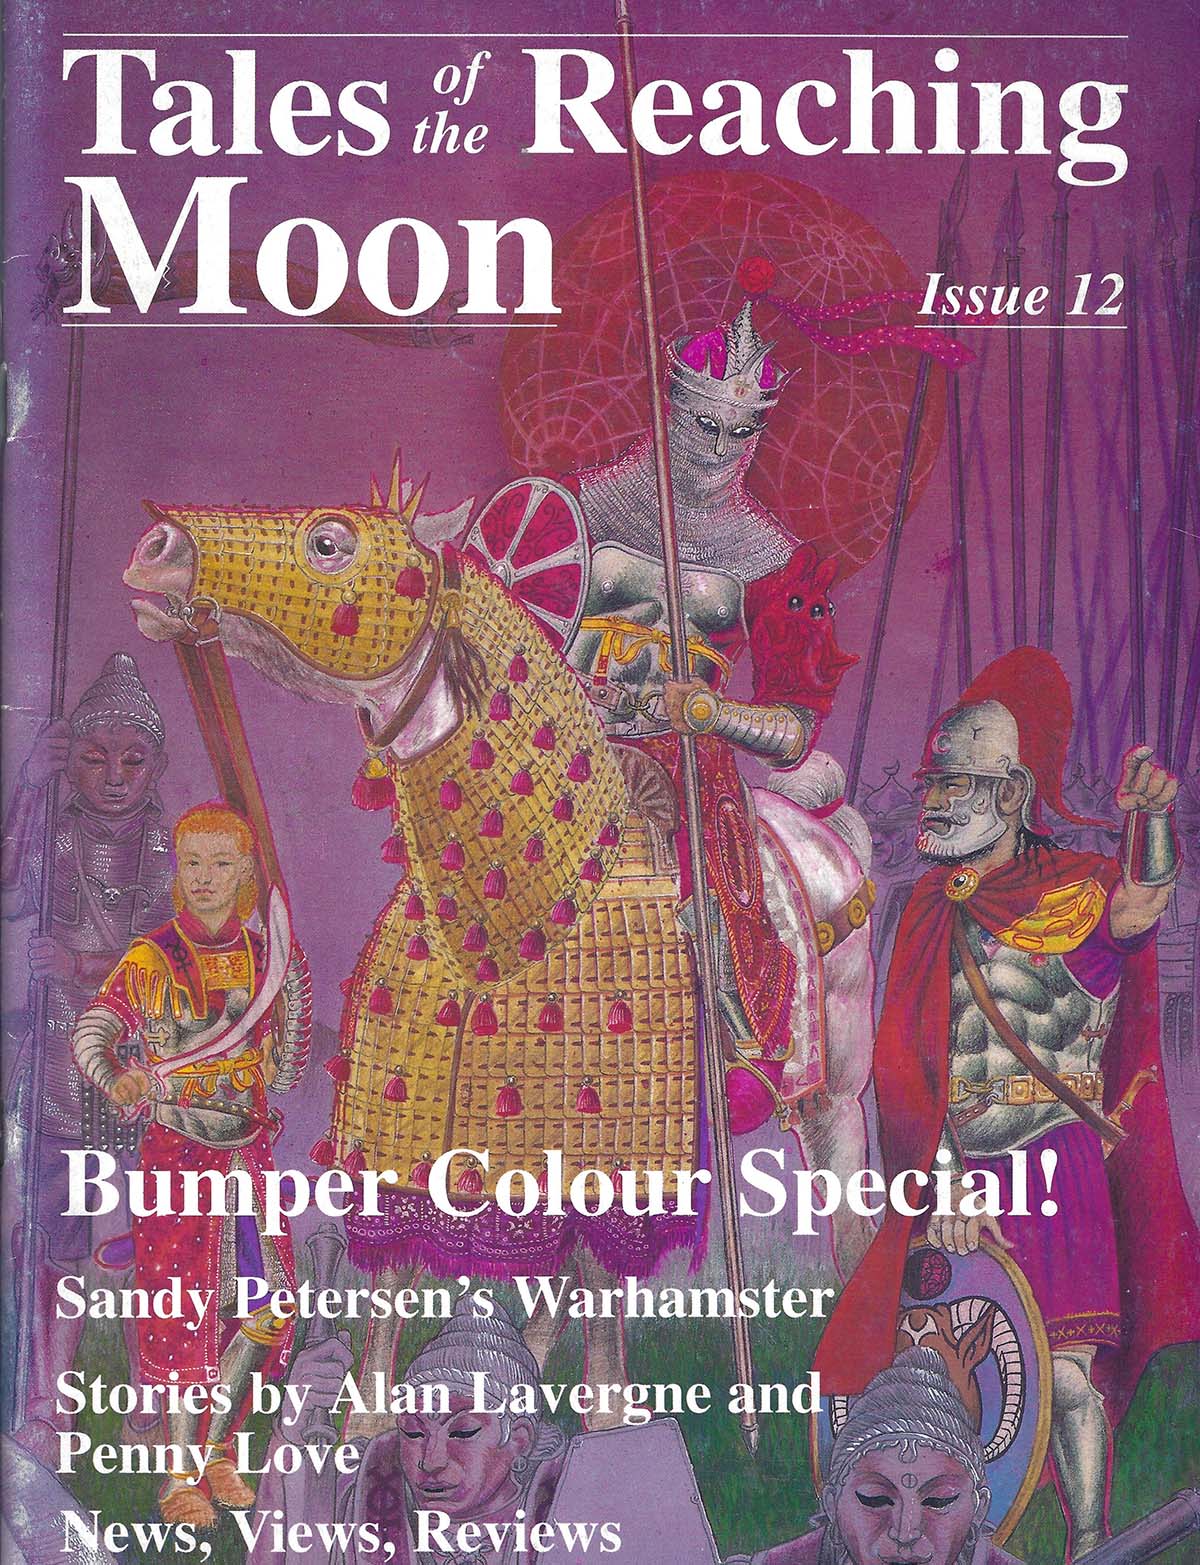 Tales of the Reaching
Moon
Issue 12
Bumper Colour Special!
Sandy Petersen's Warhamster
Stories by Alan Lavergne and
Penny Love
News, Views, Reviews